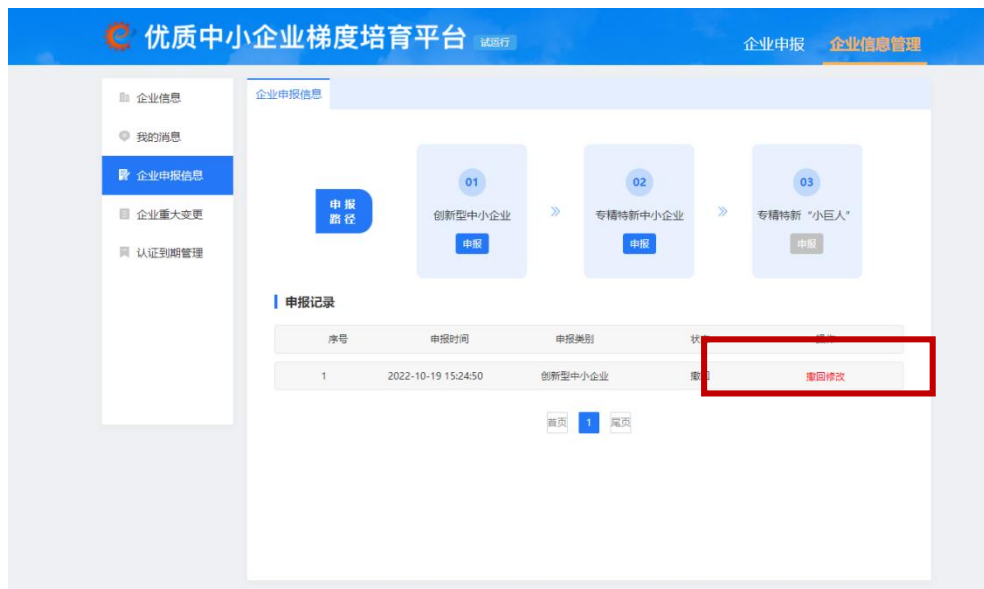 优质中小企业梯度培育平台 试运行
企业申报 企业信息管理
企业信息
我的消息
企业申报信息
企业重大变更
认证到期管理
企业申报信息
申报
路径
01
创新型中小企业
申报
02
专精特新中小企业
申报
03
专精特新“小巨人”
申报
申报记录
序号 申报时间 申报类别
1 2022-10-19 15:24:50 创新型中小企业 撤回修改
首页 1 尾页